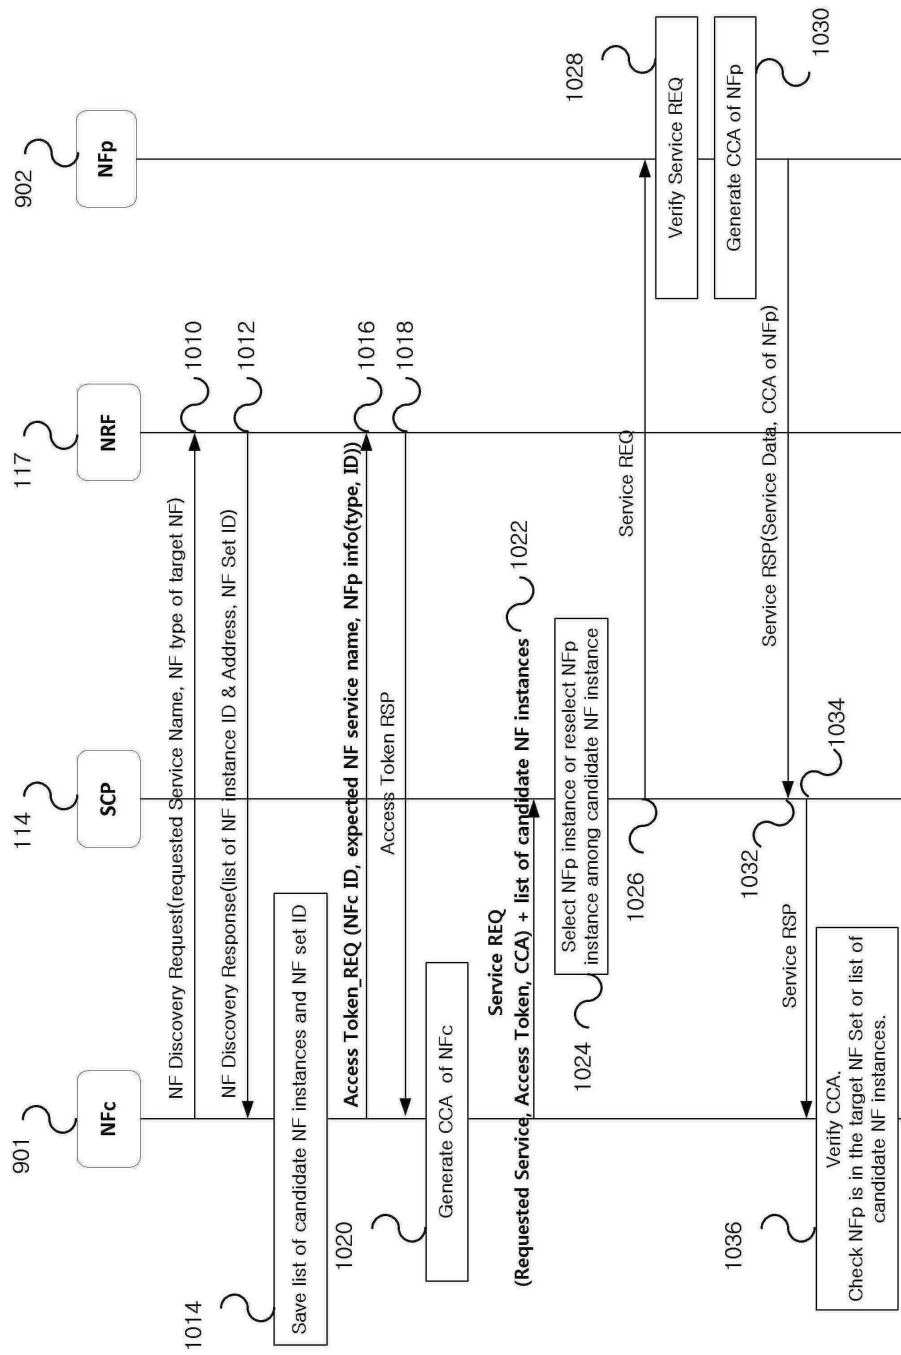 901
114
117
902
NFc
SCP
NRF
NFp
NF Discovery Request(requested Service Name, NF type of target NF)
1010
NF Discovery Response(list of NF instance ID & Address, NF Set ID)
1012
1014
Save list of candidate NF instances and NF set ID
Access Token_REQ (NFc ID, expected NF service name, NFp info(type, ID))
1016
Access Token RSP
1018
1020
Generate CCA of NFc
Service REQ
(Requested Service, Access Token, CCA) + list of candidate NF instances
1022
Select NFp instance or reselect NFp
instance among candidate NF instance
1024
Service REQ
1026
1028
Verify Service REQ
Generate CCA of NFp
1030
Service RSP(Service Data, CCA of NFp)
1032
Service RSP
1034
1036
Verify CCA.
Check NFp is in the target NF Set or list of
candidate NF instances.